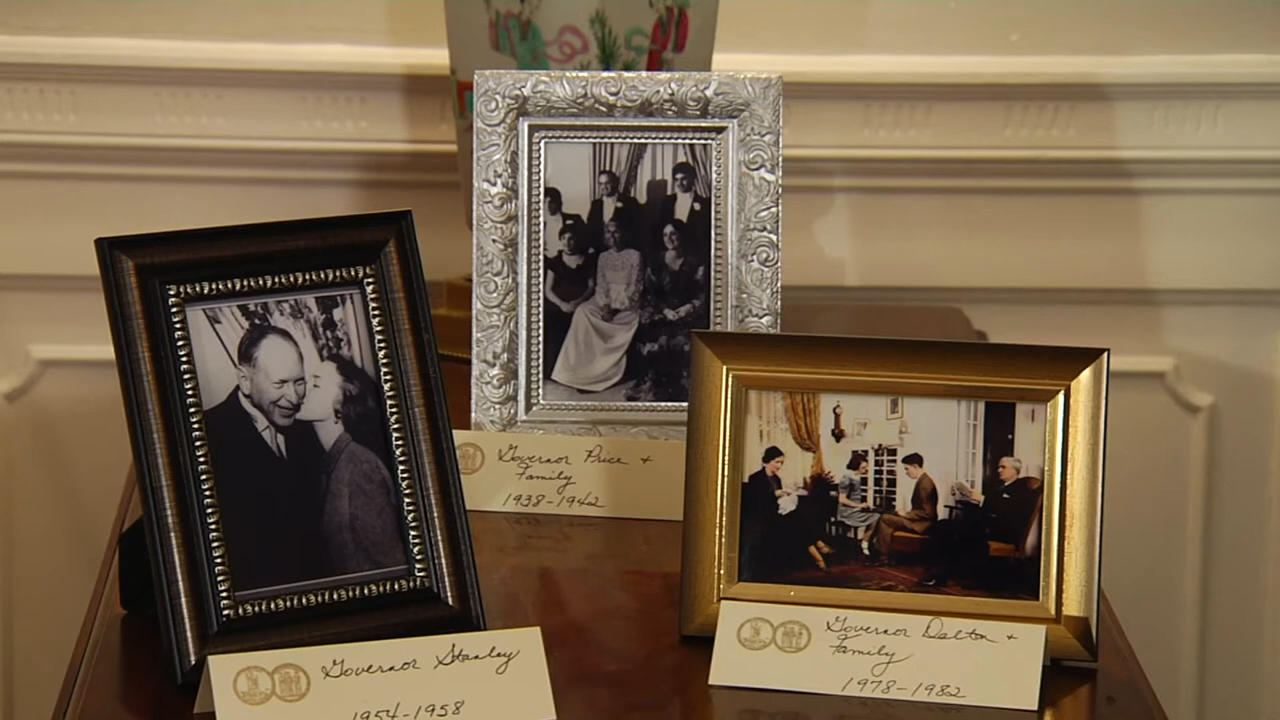 Governor Price +
Family
1938-1942
Governor Stanley
1954-1958
Governor Dalton +
Family
1978-1982